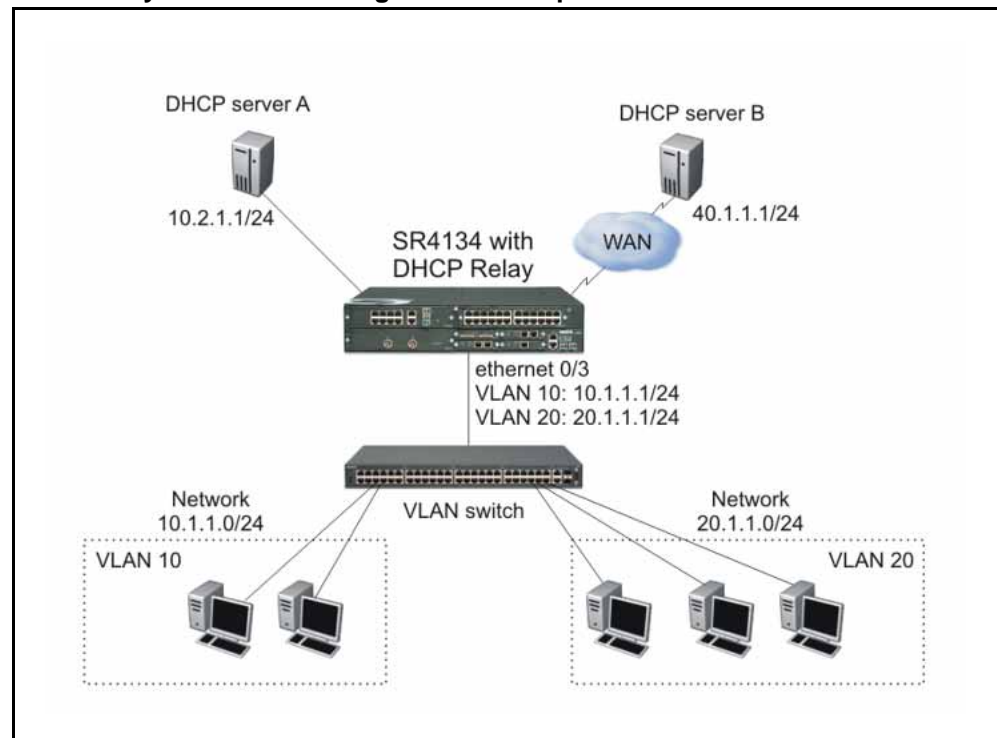 DHCP server A
DHCP server B
10.2.1.1/24
40.1.1.1/24
SR4134 with
DHCP Relay
WAN
ethernet 0/3
VLAN 10: 10.1.1.1/24
VLAN 20: 20.1.1.1/24
VLAN switch
Network
10.1.1.0/24
Network
20.1.1.0/24
VLAN 10
VLAN 20